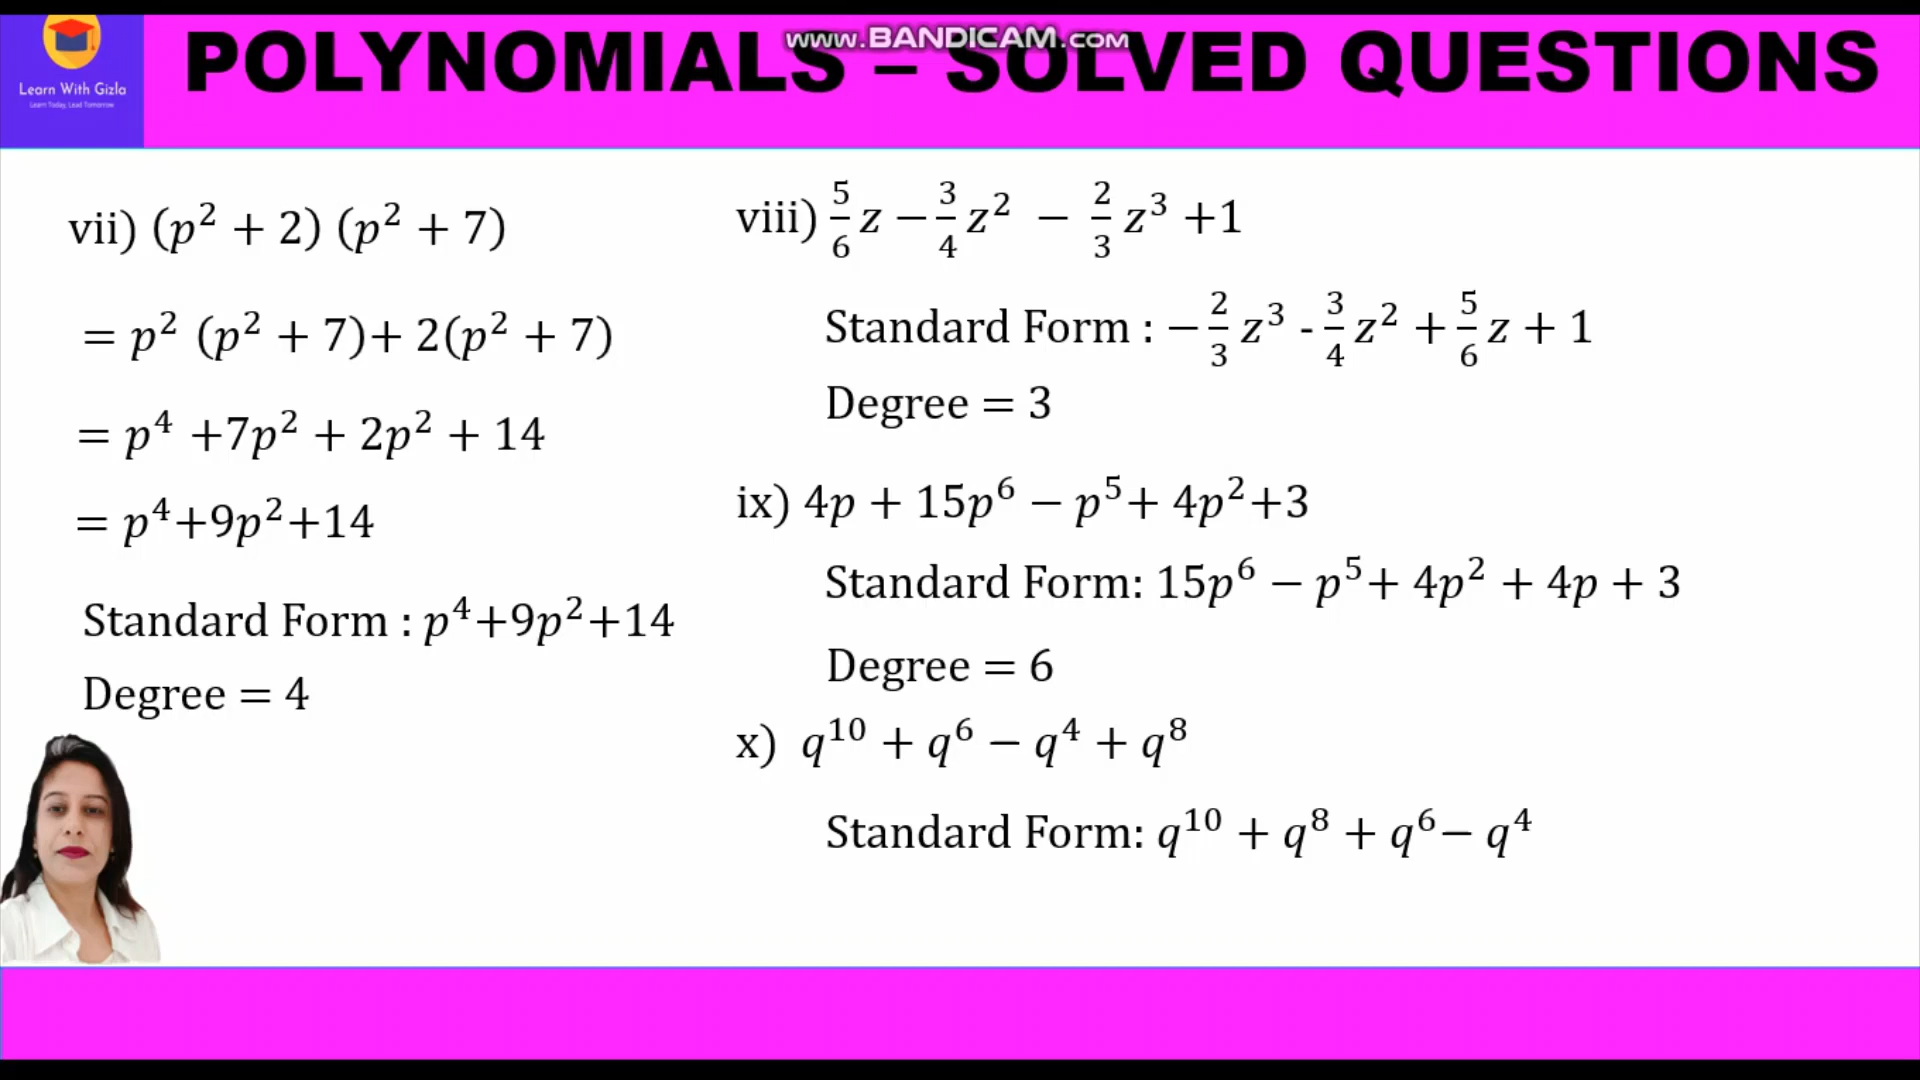 www.BANDICAM.com
POLYNOMIALS – SOLVED QUESTIONS
Learn With Gizla
Learn Today, Lead Tomorrow
vii) (p² + 2) (p² + 7)
= p² (p² + 7)+ 2(p² + 7)
= p⁴ +7p² + 2p² + 14
= p⁴+9p²+14
Standard Form : p⁴+9p²+14
Degree = 4
viii) 5/6 z − 3/4 z² − 2/3 z³ +1
Standard Form : − 2/3 z³ - 3/4 z² + 5/6 z + 1
Degree = 3
ix) 4p + 15p⁶ − p⁵+ 4p²+3
Standard Form: 15p⁶ − p⁵+ 4p² + 4p + 3
Degree = 6
x) q¹⁰ + q⁶ − q⁴ + q⁸
Standard Form: q¹⁰ + q⁸ + q⁶− q⁴